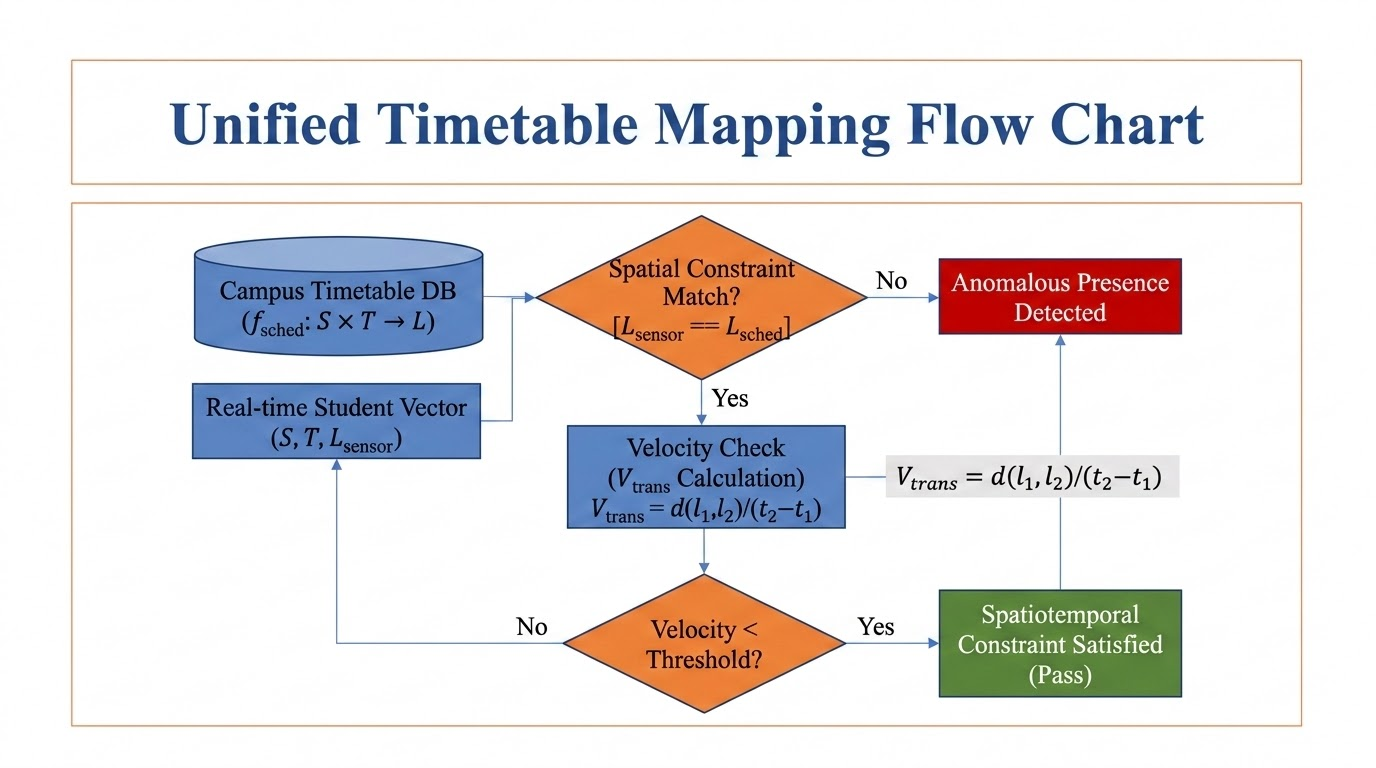 Unified Timetable Mapping Flow Chart
Campus Timetable DB
(f_sched: S × T → L)
Spatial Constraint
Match?
[L_sensor == L_sched]
No
Anomalous Presence
Detected
Real-time Student Vector
(S, T, L_sensor)
Yes
Velocity Check
(V_trans Calculation)
V_trans = d(l₁,l₂)/(t₂−t₁)
V_trans = d(l₁, l₂)/(t₂−t₁)
No
Velocity <
Threshold?
Yes
Spatiotemporal
Constraint Satisfied
(Pass)